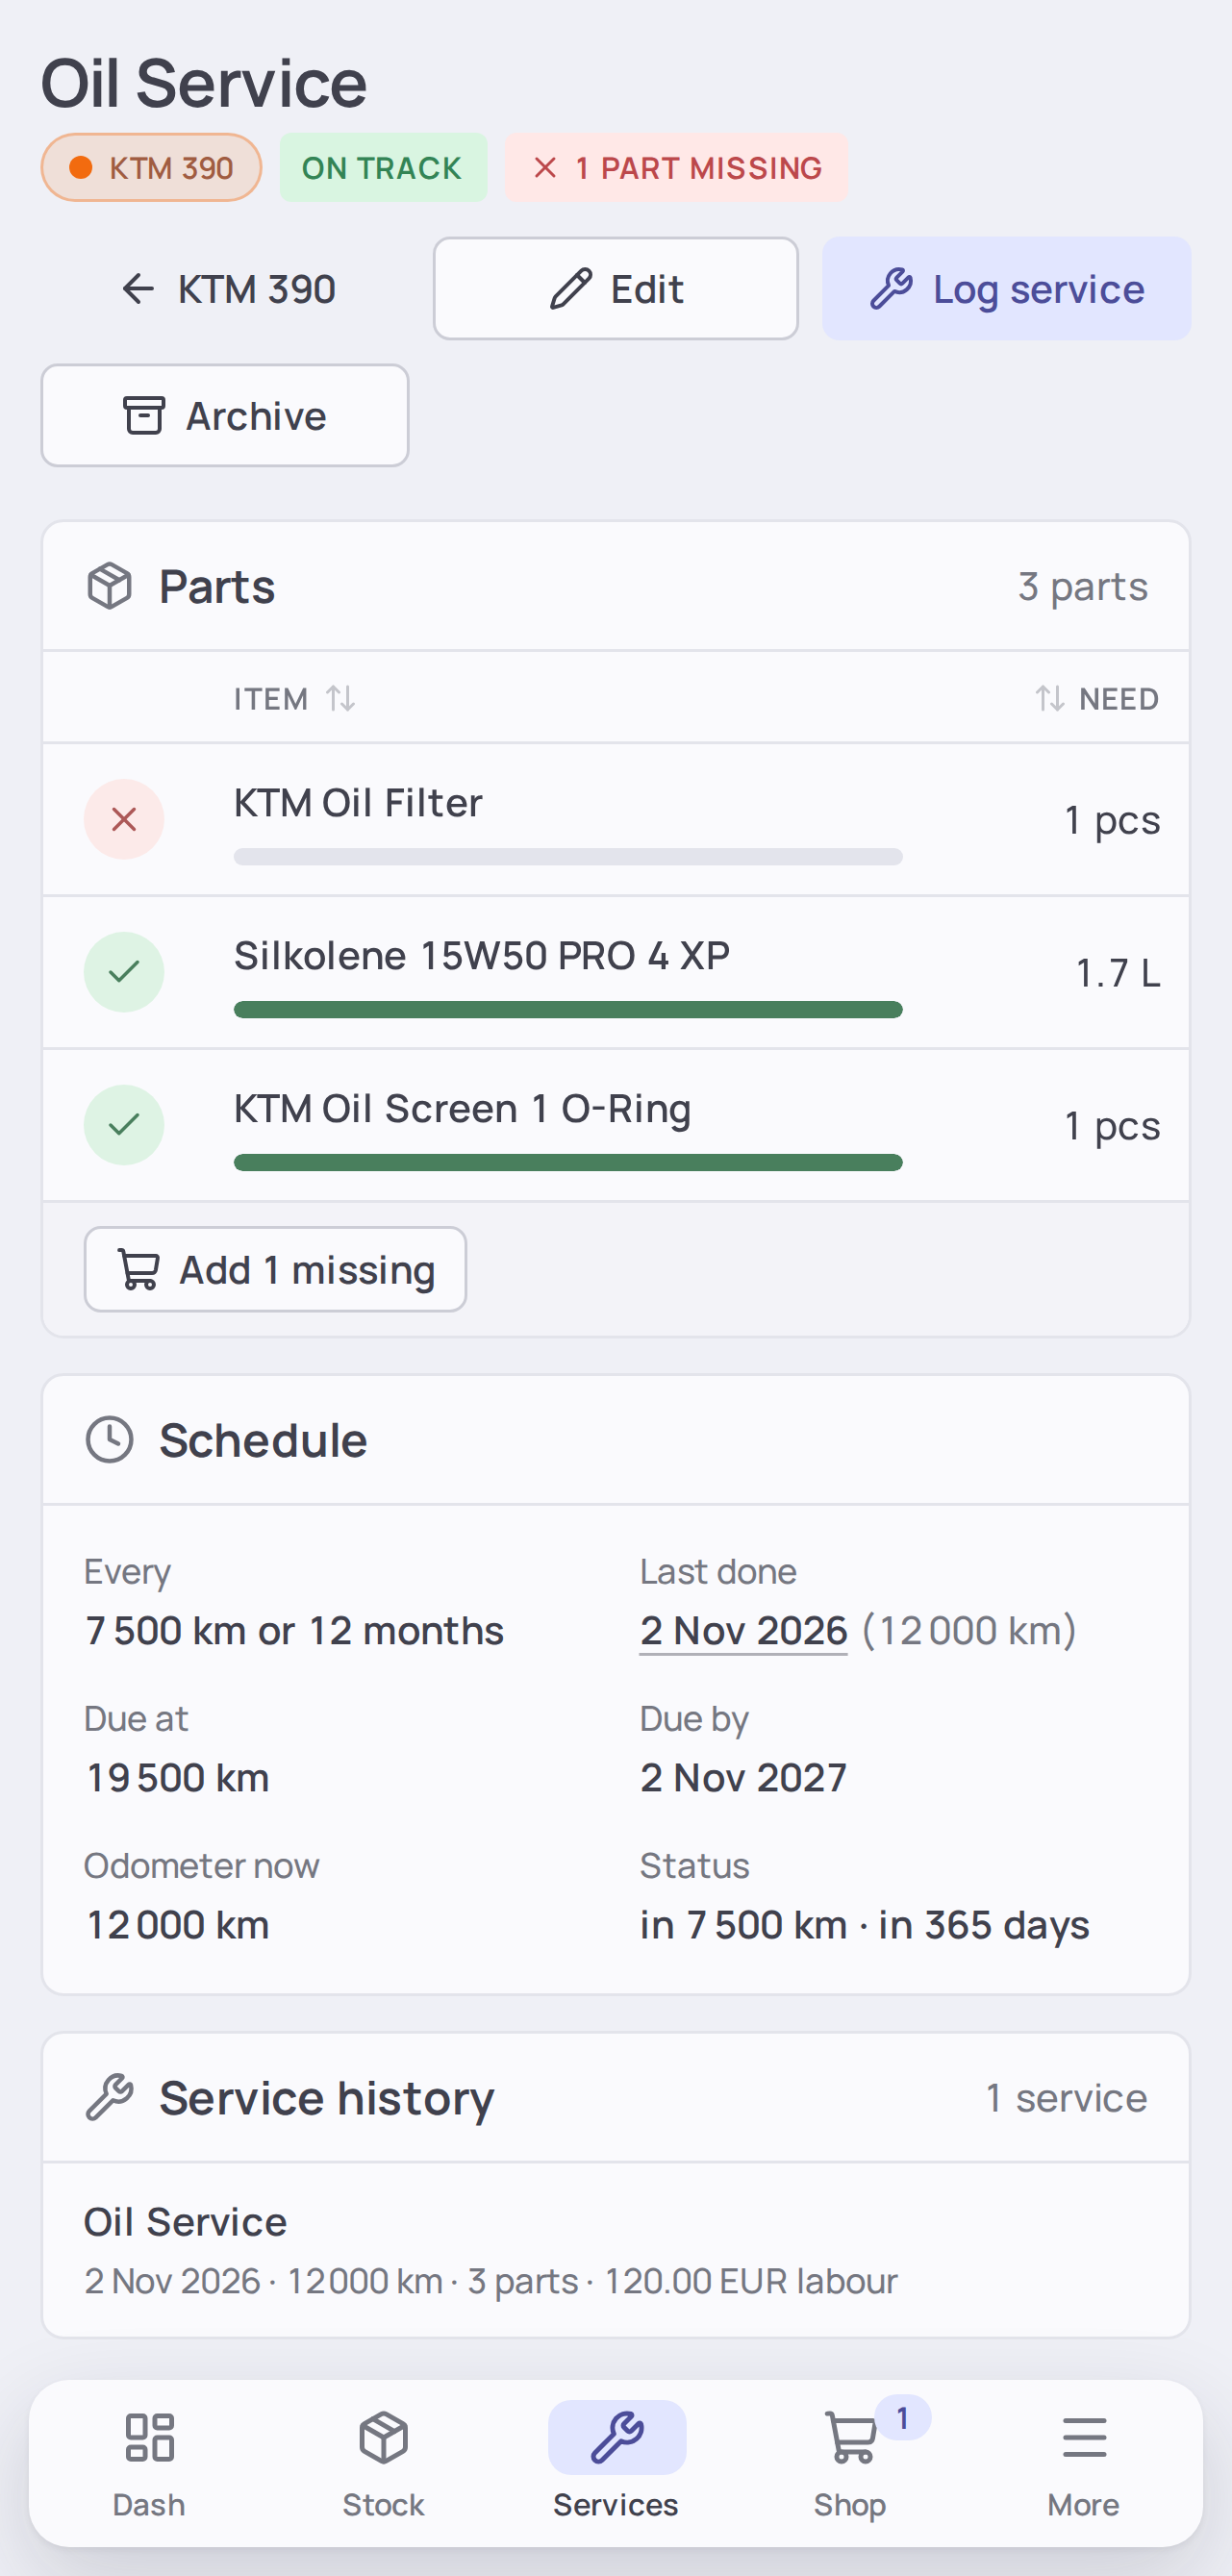 Oil Service
KTM 390 ON TRACK 1 PART MISSING
KTM 390 Edit Log service
Archive
Parts 3 parts
ITEM NEED
KTM Oil Filter 1 pcs
Silkolene 15W50 PRO 4 XP 1.7 L
KTM Oil Screen 1 O-Ring 1 pcs
Add 1 missing
Schedule
Every Last done
7 500 km or 12 months 2 Nov 2026 (12 000 km)
Due at Due by
19 500 km 2 Nov 2027
Odometer now Status
12 000 km in 7 500 km · in 365 days
Service history 1 service
Oil Service
2 Nov 2026 · 12 000 km · 3 parts · 120.00 EUR labour
1
Dash Stock Services Shop More